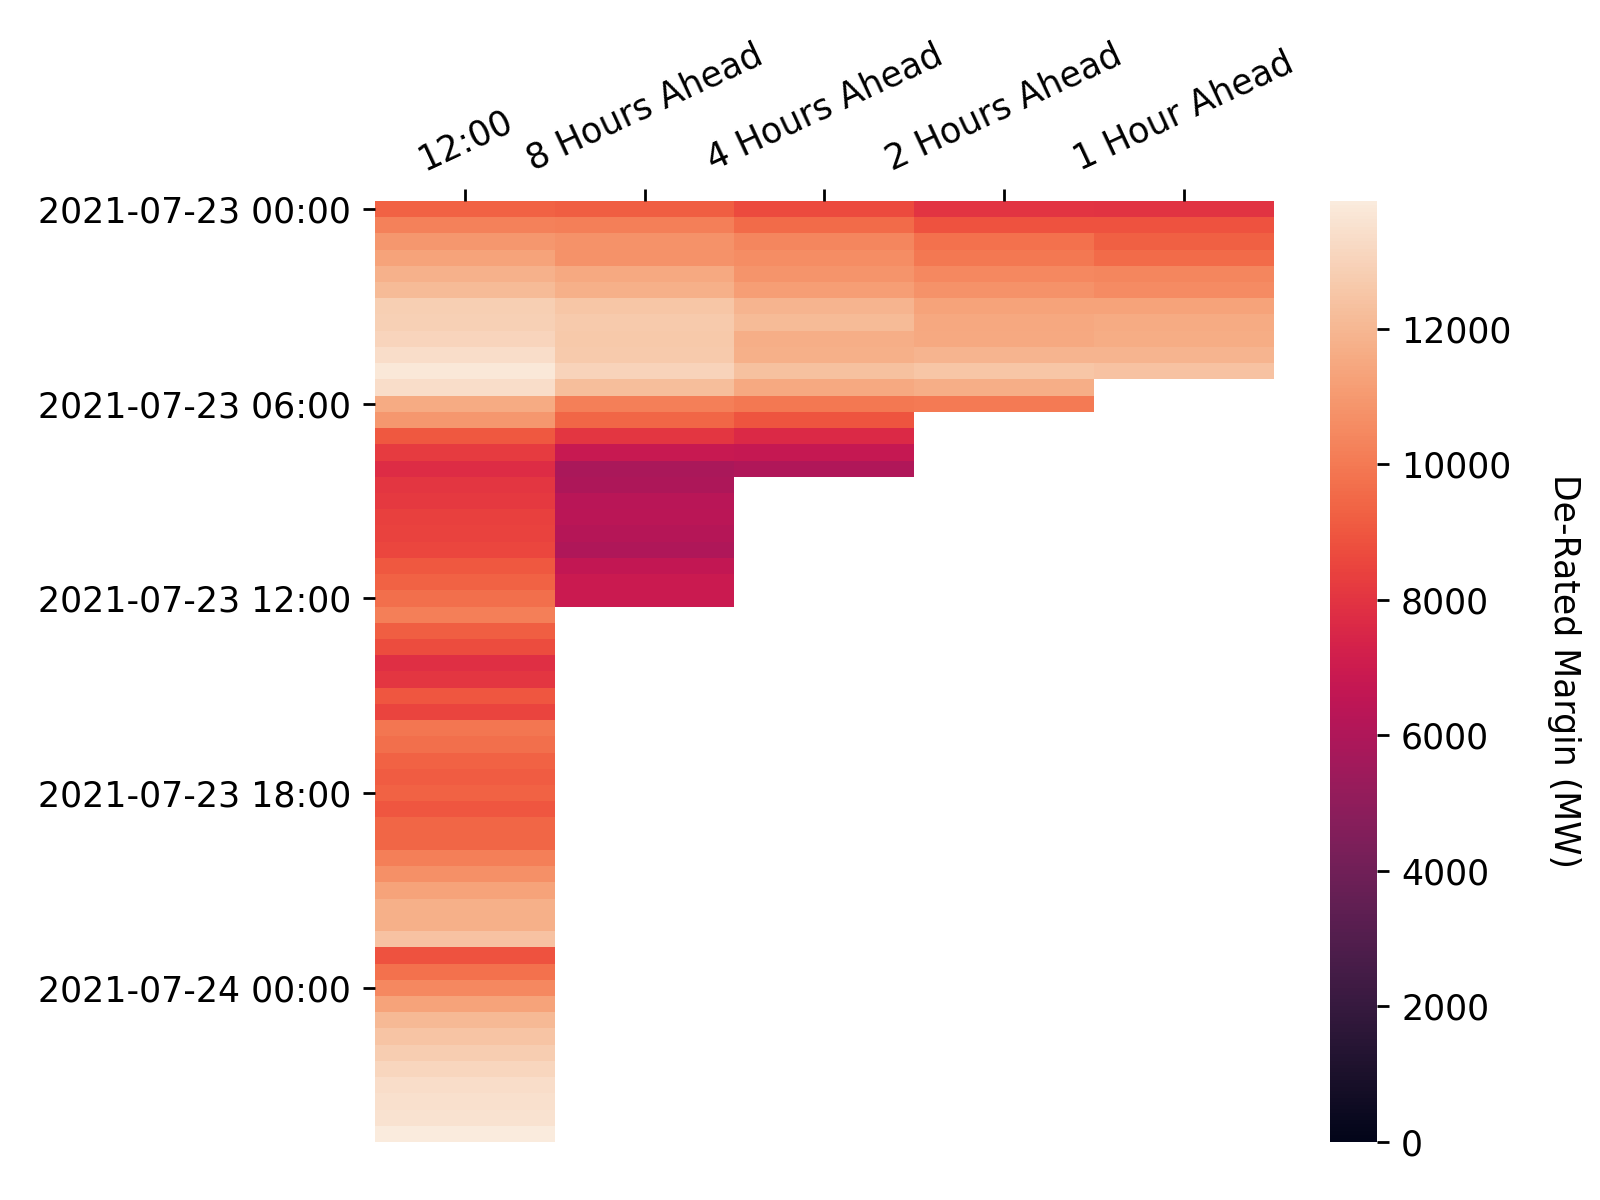 12:00
8 Hours Ahead
4 Hours Ahead
2 Hours Ahead
1 Hour Ahead
2021-07-23 00:00
2021-07-23 06:00
2021-07-23 12:00
2021-07-23 18:00
2021-07-24 00:00
12000
10000
8000
6000
4000
2000
0
De-Rated Margin (MW)